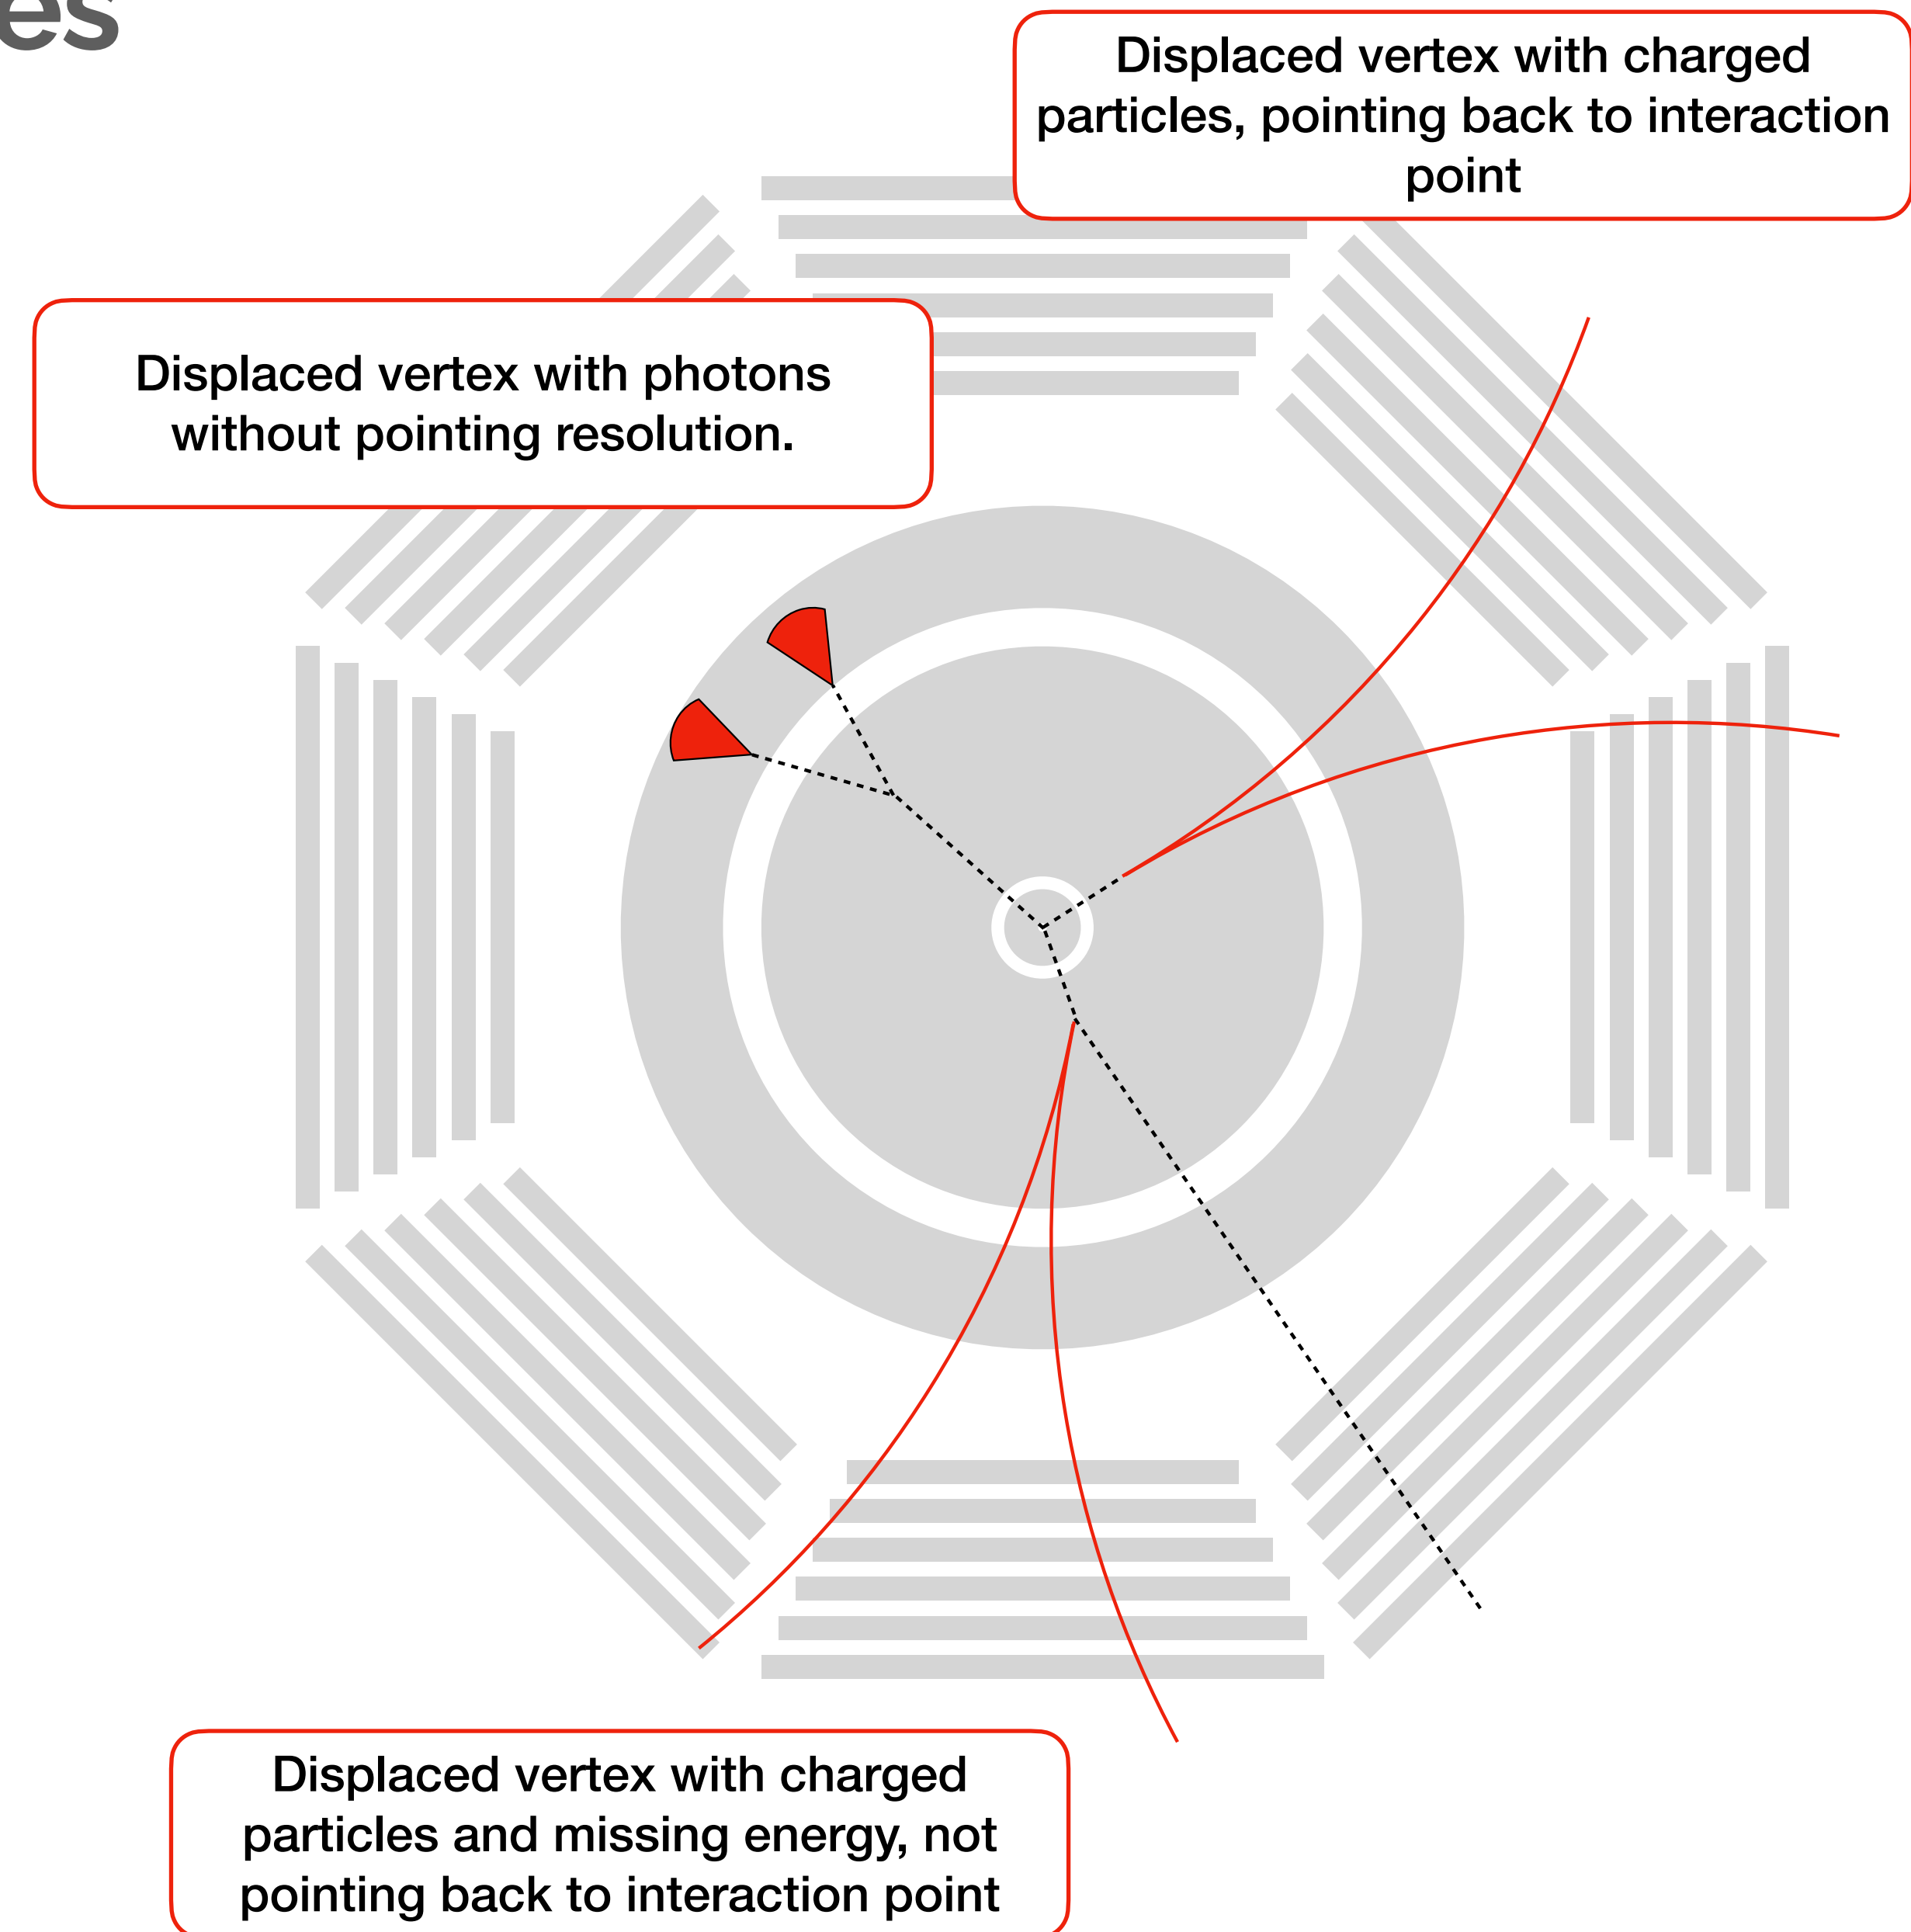 es
Displaced vertex with charged
particles, pointing back to interaction
point
Displaced vertex with photons
without pointing resolution.
Displaced vertex with charged
particles and missing energy, not
pointing back to interaction point